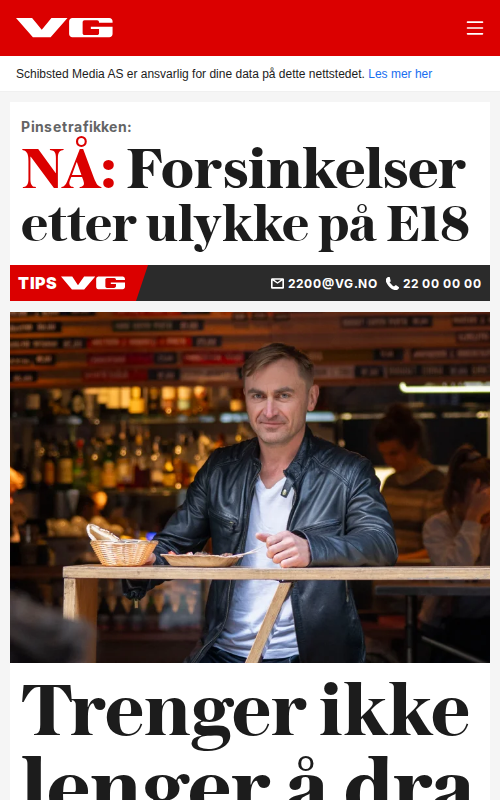 VG
Schibsted Media AS er ansvarlig for dine data på dette nettstedet. Les mer her
Pinsetrafikken:
NÅ: Forsinkelser
etter ulykke på E18
TIPS VG
2200@VG.NO 22 00 00 00
Trenger ikke
lenger å dra